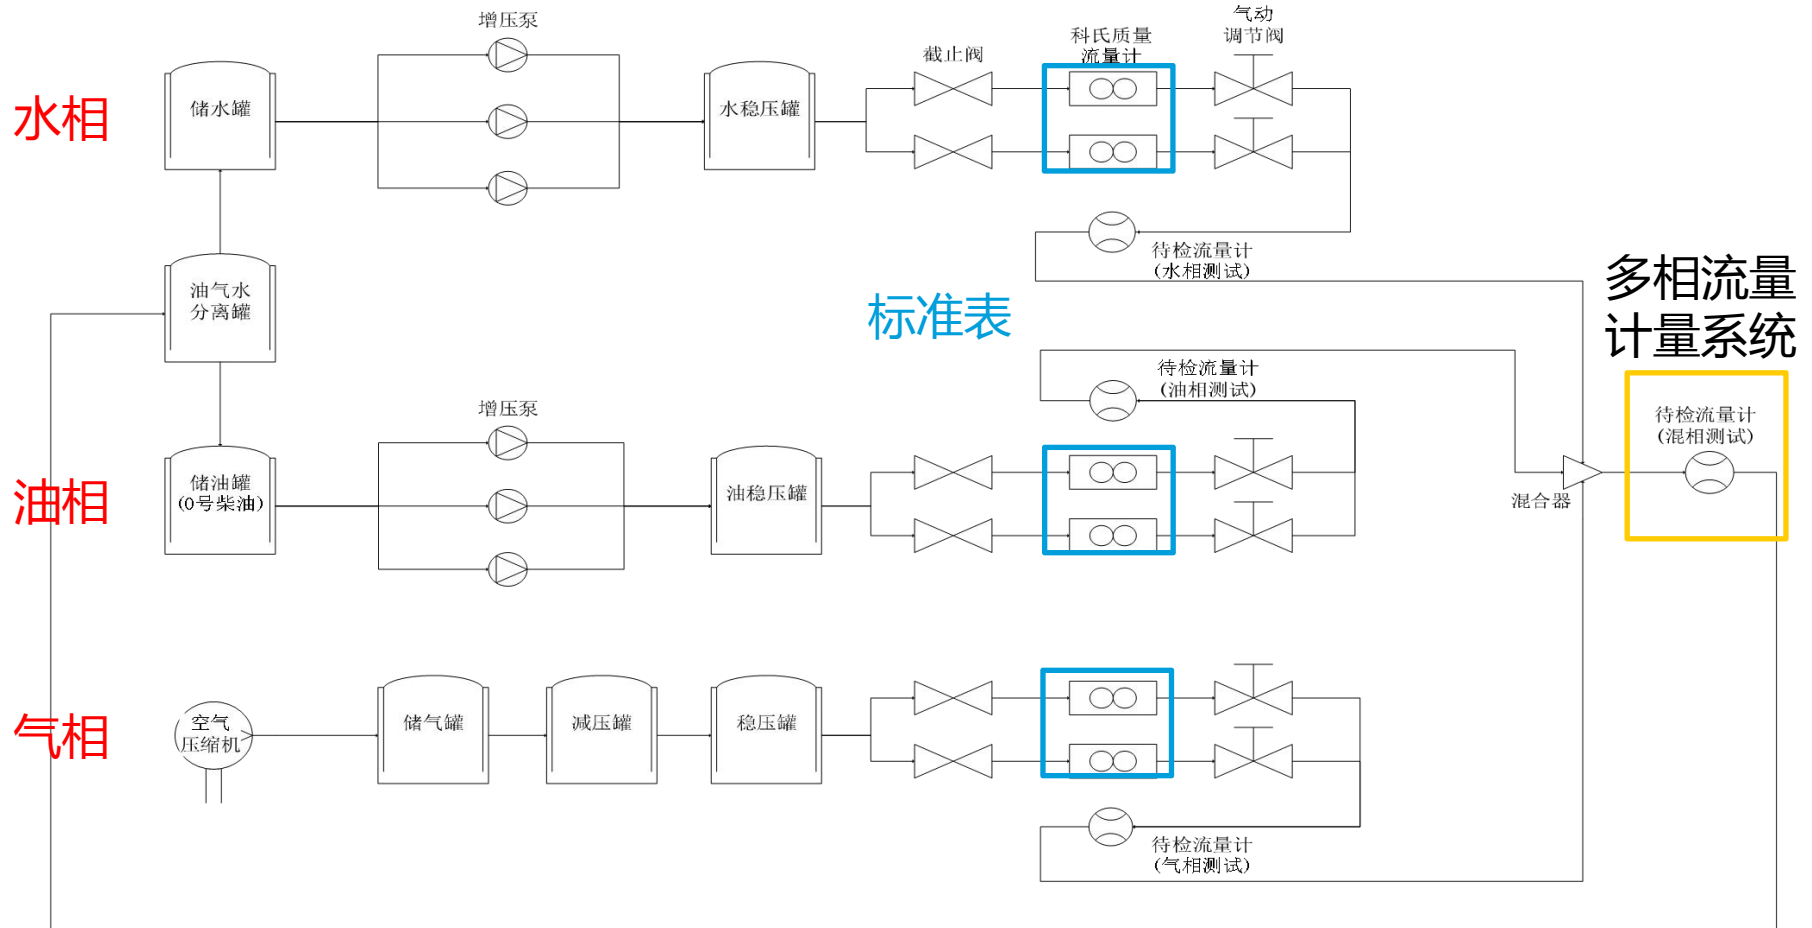 增压泵
截止阀
科氏质量
流量计
气动
调节阀
水相
储水罐
水稳压罐
待检流量计
(水相测试)
油气水
分离罐
标准表
多相流量
计量系统
待检流量计
(油相测试)
待检流量计
(混相测试)
增压泵
油相
储油罐
(0号柴油)
油稳压罐
混合器
气相
空气
压缩机
储气罐
减压罐
稳压罐
待检流量计
(气相测试)